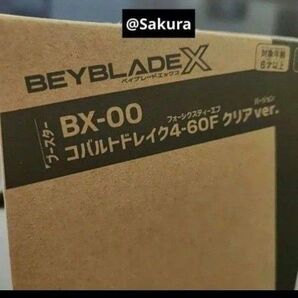 @Sakura
BEYBLADE X
ベイブレードエックス
対象年齢
6才以上
ブースター
BX-00
フォーシックスティーエフ
バージョン
コバルトドレイク4-60F クリアver.